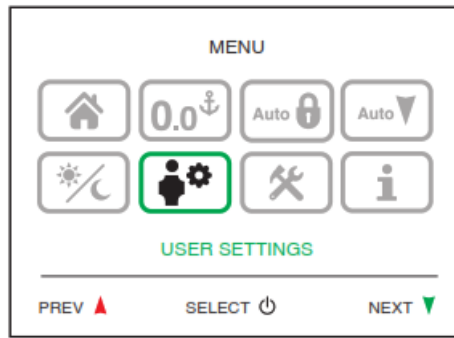 MENU
0.0 Auto Auto
i
USER SETTINGS
PREV SELECT NEXT